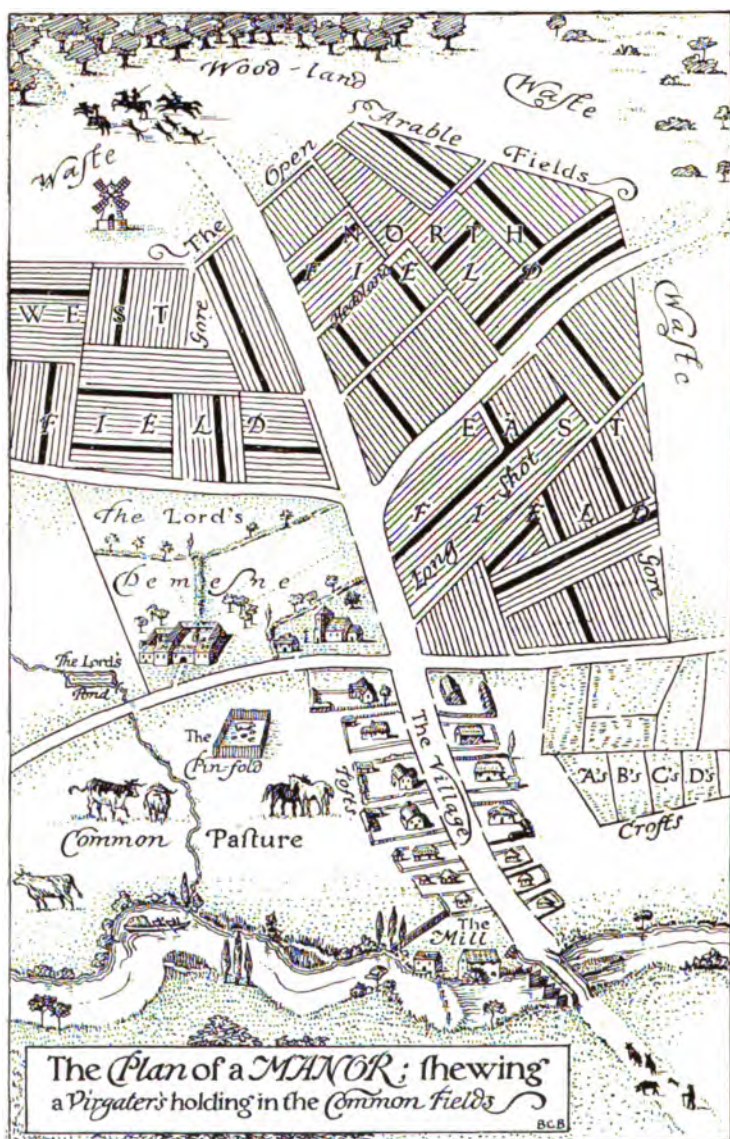 Wood-land
Waſte
Waſte
The Open Arable Fields
NORTH
FIELD
Headland
WEST
Gore
FIELD
Waſte
EAST
FIELD
Long Shot
Gore
The Lord's
Demeſne
The Lord's
Pond
The
Pin-fold
Tofts
The Village
A's B's C's D's
Crofts
Common Paſture
The
Mill
The Plan of a MANOR; ſhewing
a Virgater's holding in the Common Fields
B.C.B.